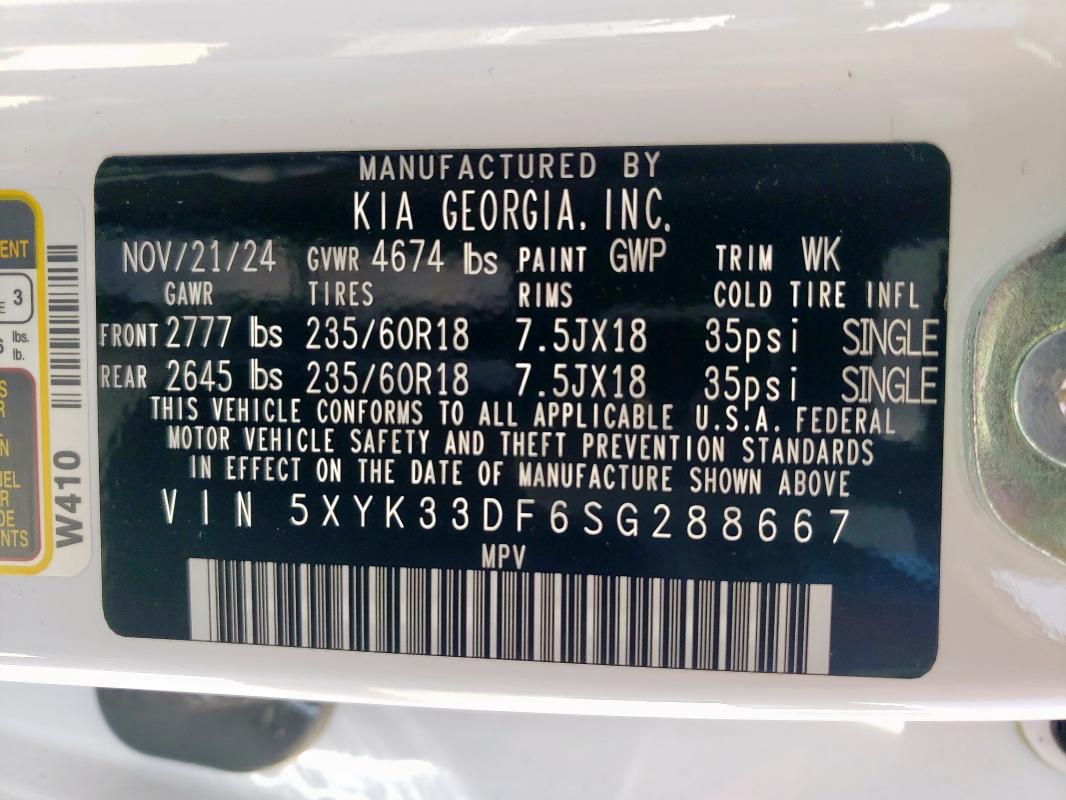 MANUFACTURED BY
KIA GEORGIA, INC.
NOV/21/24 GVWR 4674 lbs PAINT GWP TRIM WK
GAWR TIRES RIMS COLD TIRE INFL
FRONT 2777 lbs 235/60R18 7.5JX18 35psi SINGLE
REAR 2645 lbs 235/60R18 7.5JX18 35psi SINGLE
THIS VEHICLE CONFORMS TO ALL APPLICABLE U.S.A. FEDERAL
MOTOR VEHICLE SAFETY AND THEFT PREVENTION STANDARDS
IN EFFECT ON THE DATE OF MANUFACTURE SHOWN ABOVE
VIN 5XYK33DF6SG288667
MPV
W410
3
lbs.
lb.